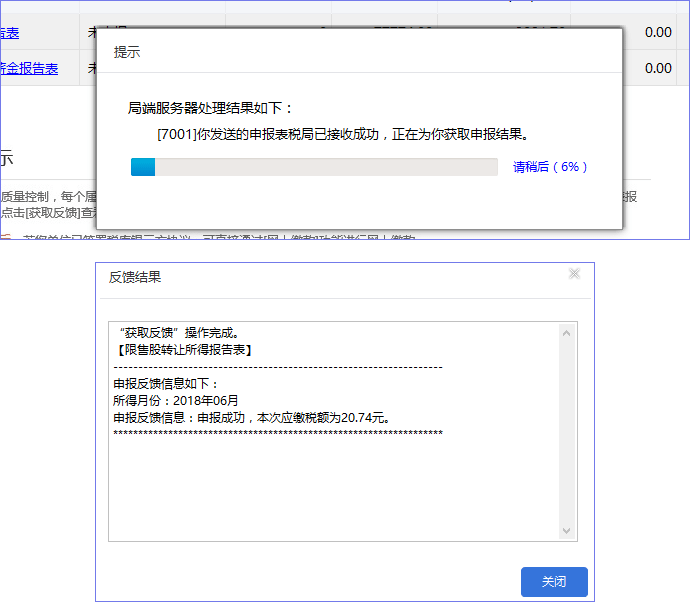 告表
0.00
薪金报告表
0.00
提示
局端服务器处理结果如下：
[7001]你发送的申报表税局已接收成功，正在为你获取申报结果。
请稍后（6%）
示
质量控制，每个属
报
点击[获取反馈]查
反馈结果
“获取反馈”操作完成。
【限售股转让所得报告表】
------------------------------------------------------------------
申报反馈信息如下：
所得月份：2018年06月
申报反馈信息：申报成功，本次应缴税额为20.74元。
******************************************************************
关闭